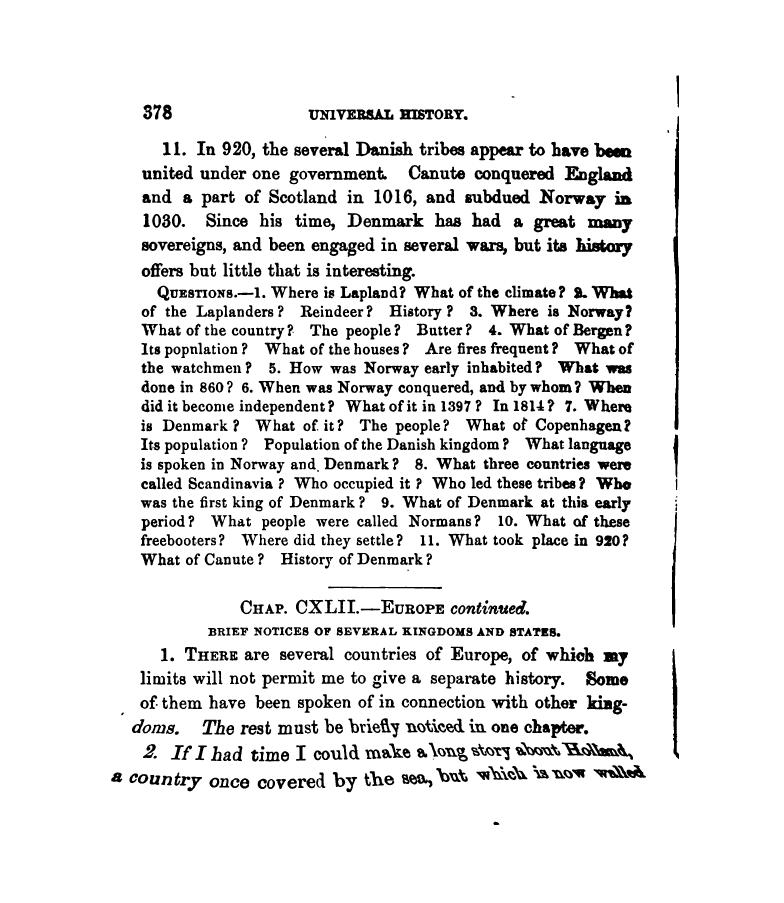 378 UNIVERSAL HISTORY.
11. In 920, the several Danish tribes appear to have been
united under one government. Canute conquered England
and a part of Scotland in 1016, and subdued Norway in
1030. Since his time, Denmark has had a great many
sovereigns, and been engaged in several wars, but its history
offers but little that is interesting.
QUESTIONS.—1. Where is Lapland? What of the climate? 2. What
of the Laplanders? Reindeer? History? 3. Where is Norway?
What of the country? The people? Butter? 4. What of Bergen?
Its popnlation? What of the houses? Are fires frequent? What of
the watchmen? 5. How was Norway early inhabited? What was
done in 860? 6. When was Norway conquered, and by whom? When
did it become independent? What of it in 1397? In 1814? 7. Where
is Denmark? What of it? The people? What of Copenhagen?
Its population? Population of the Danish kingdom? What language
is spoken in Norway and Denmark? 8. What three countries were
called Scandinavia? Who occupied it? Who led these tribes? Who
was the first king of Denmark? 9. What of Denmark at this early
period? What people were called Normans? 10. What of these
freebooters? Where did they settle? 11. What took place in 920?
What of Canute? History of Denmark?
CHAP. CXLII.—EUROPE continued.
BRIEF NOTICES OF SEVERAL KINGDOMS AND STATES.
1. THERE are several countries of Europe, of which my
limits will not permit me to give a separate history. Some
of them have been spoken of in connection with other king-
doms. The rest must be briefly noticed in one chapter.
2. If I had time I could make a long story about Holland,
a country once covered by the sea, but which is now walled